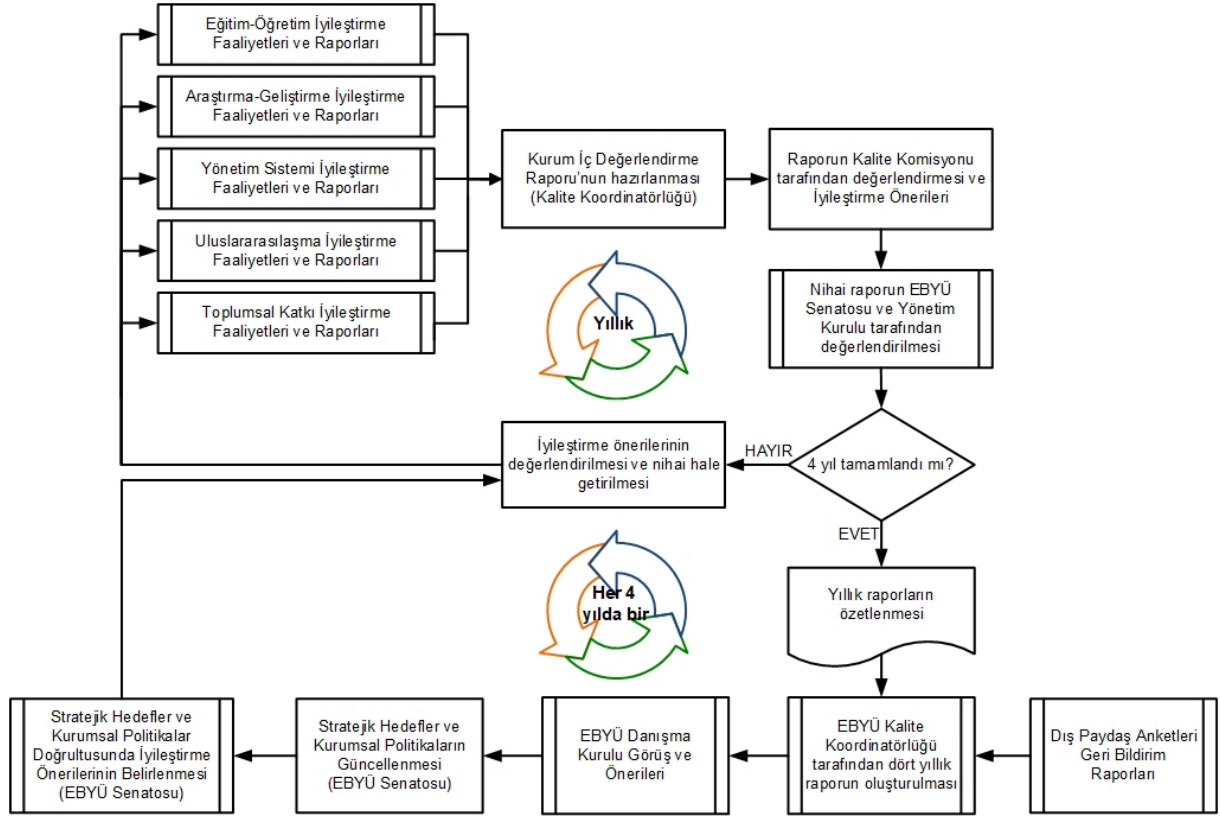 Eğitim-Öğretim İyileştirme
Faaliyetleri ve Raporları
Araştırma-Geliştirme İyileştirme
Faaliyetleri ve Raporları
Yönetim Sistemi İyileştirme
Faaliyetleri ve Raporları
Uluslararasılaşma İyileştirme
Faaliyetleri ve Raporları
Toplumsal Katkı İyileştirme
Faaliyetleri ve Raporları
Kurum İç Değerlendirme
Raporu'nun hazırlanması
(Kalite Koordinatörlüğü)
Raporun Kalite Komisyonu
tarafından değerlendirmesi ve
İyileştirme Önerileri
Nihai raporun EBYÜ
Senatosu ve Yönetim
Kurulu tarafından
değerlendirilmesi
Yıllık
4 yıl tamamlandı mı?
HAYIR
İyileştirme önerilerinin
değerlendirilmesi ve nihai hale
getirilmesi
EVET
Yıllık raporların
özetlenmesi
Her 4
yılda bir
Dış Paydaş Anketleri
Geri Bildirim
Raporları
EBYÜ Kalite
Koordinatörlüğü
tarafından dört yıllık
raporun oluşturulması
EBYÜ Danışma
Kurulu Görüş ve
Önerileri
Stratejik Hedefler ve
Kurumsal Politikaların
Güncellenmesi
(EBYÜ Senatosu)
Stratejik Hedefler ve
Kurumsal Politikalar
Doğrultusunda İyileştirme
Önerilerinin Belirlenmesi
(EBYÜ Senatosu)